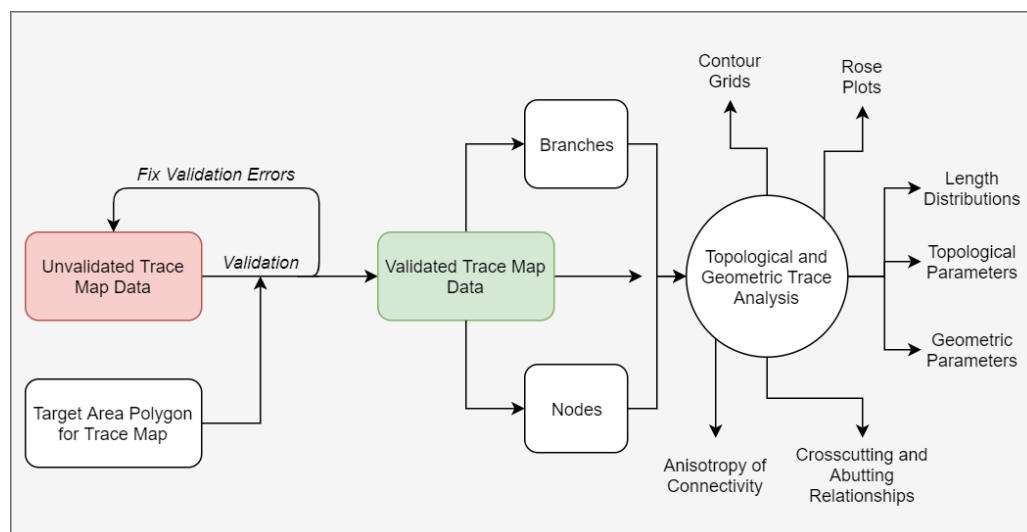 Contour
Grids
Rose
Plots
Branches
Fix Validation Errors
Length
Distributions
Unvalidated Trace
Map Data
Validation
Validated Trace Map
Data
Topological and
Geometric Trace
Analysis
Topological
Parameters
Geometric
Parameters
Target Area Polygon
for Trace Map
Nodes
Anisotropy of
Connectivity
Crosscutting and
Abutting
Relationships